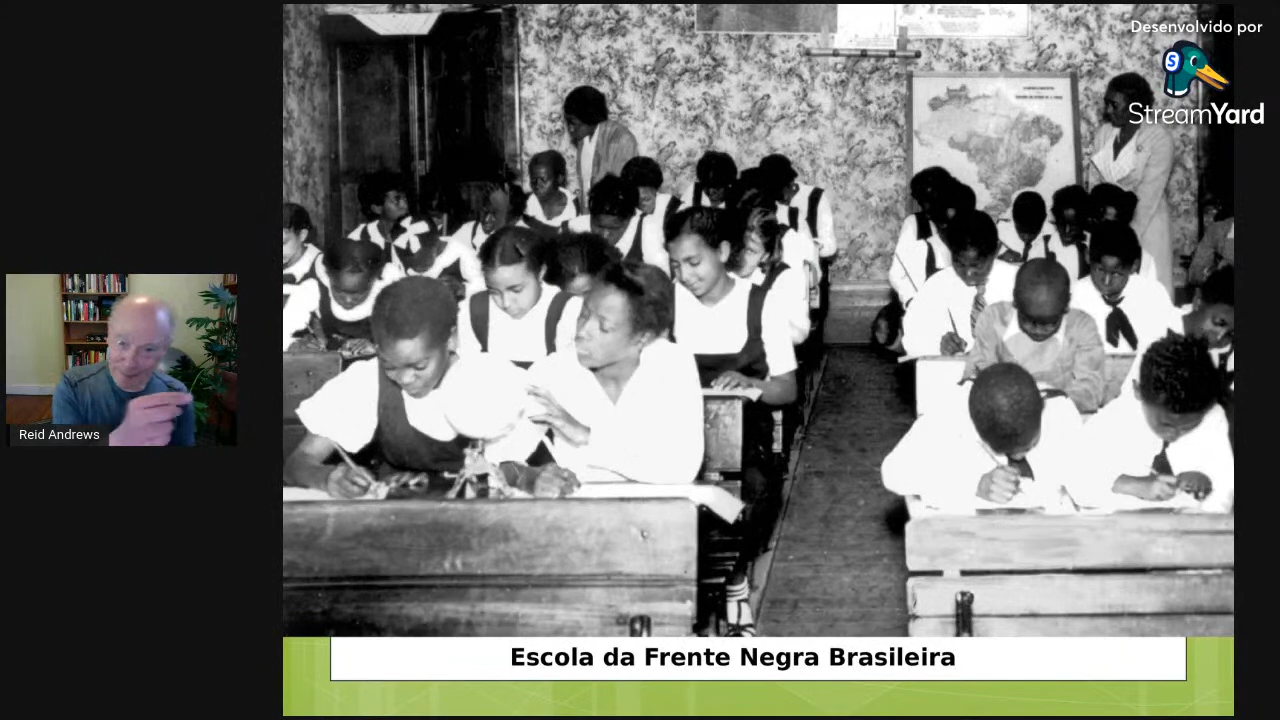 Desenvolvido por
StreamYard
Reid Andrews
Escola da Frente Negra Brasileira